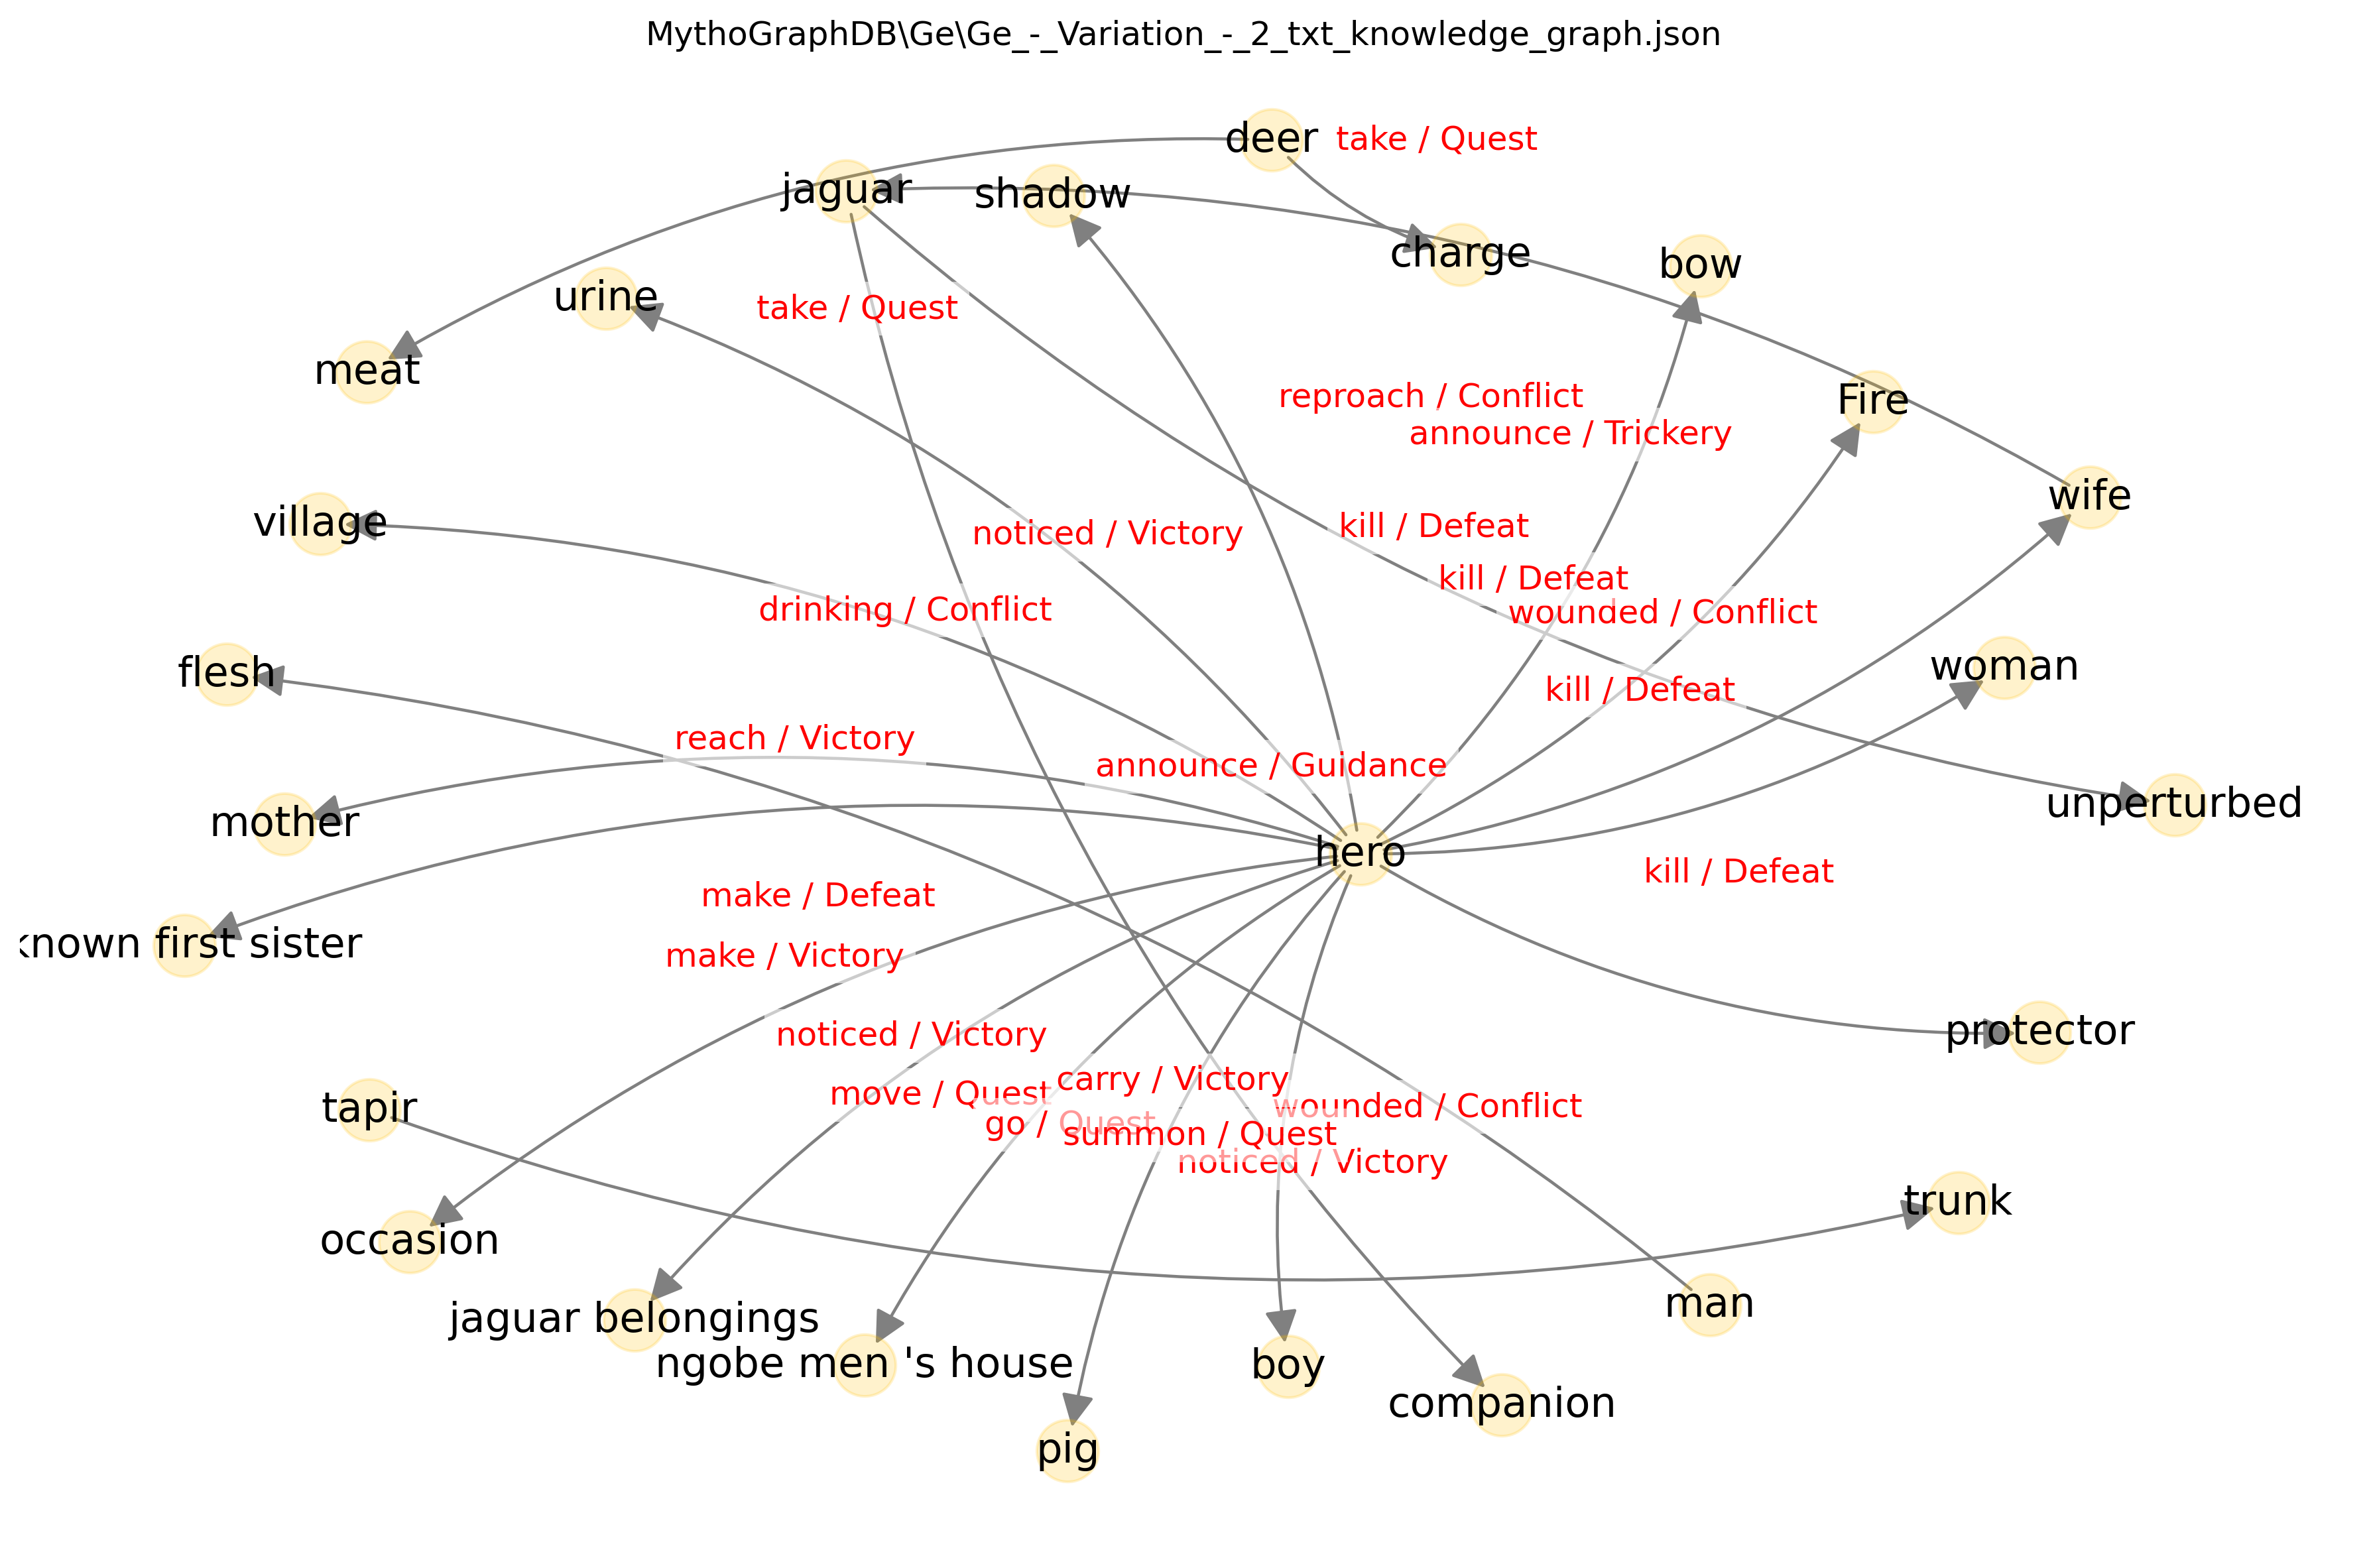 MythoGraphDB\Ge\Ge_-_Variation_-_2_txt_knowledge_graph.json
deer
take / Quest
jaguar
shadow
charge
bow
urine
take / Quest
meat
reproach / Conflict
Fire
announce / Trickery
wife
village
noticed / Victory
kill / Defeat
kill / Defeat
drinking / Conflict
wounded / Conflict
flesh
woman
kill / Defeat
reach / Victory
announce / Guidance
unperturbed
mother
hero
kill / Defeat
make / Defeat
known first sister
make / Victory
noticed / Victory
protector
carry / Victory
move / Quest
tapir
wounded / Conflict
go / Quest
summon / Quest
noticed / Victory
trunk
occasion
man
jaguar belongings
ngobe men 's house
boy
companion
pig